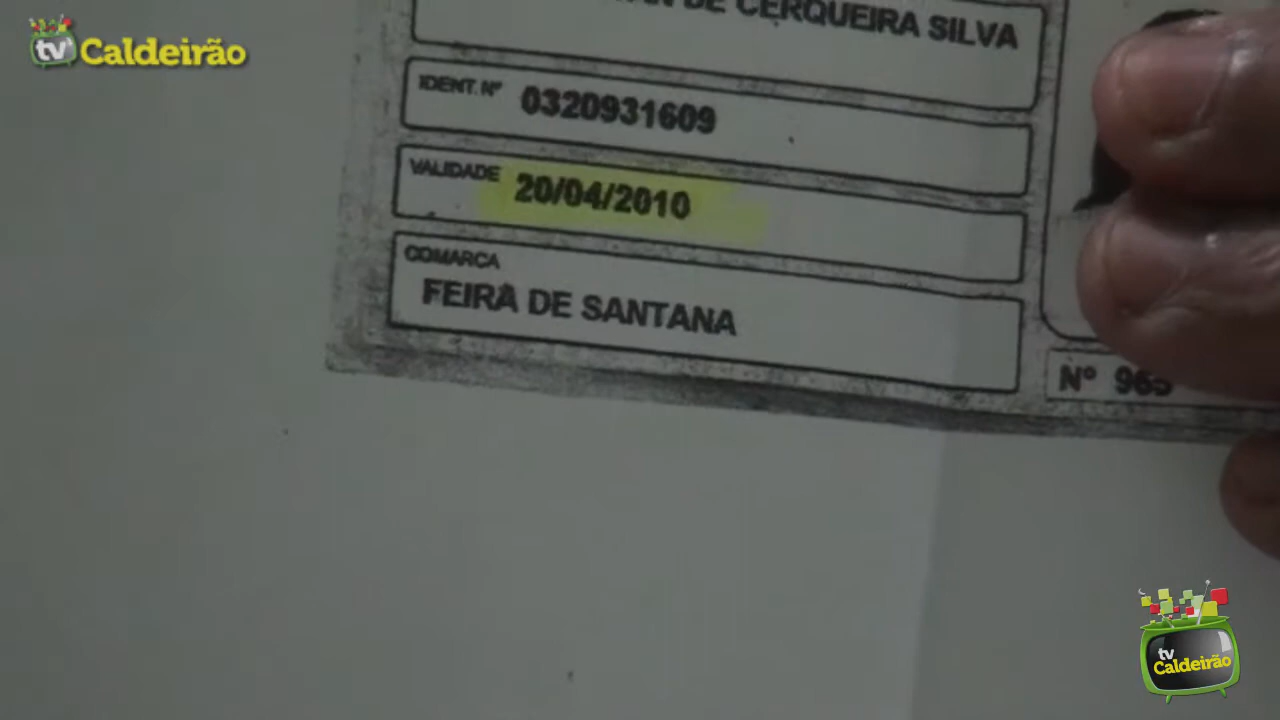 tv Caldeirão
DE CERQUEIRA SILVA
IDENT. Nº 0320931609
VALIDADE 20/04/2010
COMARCA
FEIRA DE SANTANA
Nº 965
tv
Caldeirão